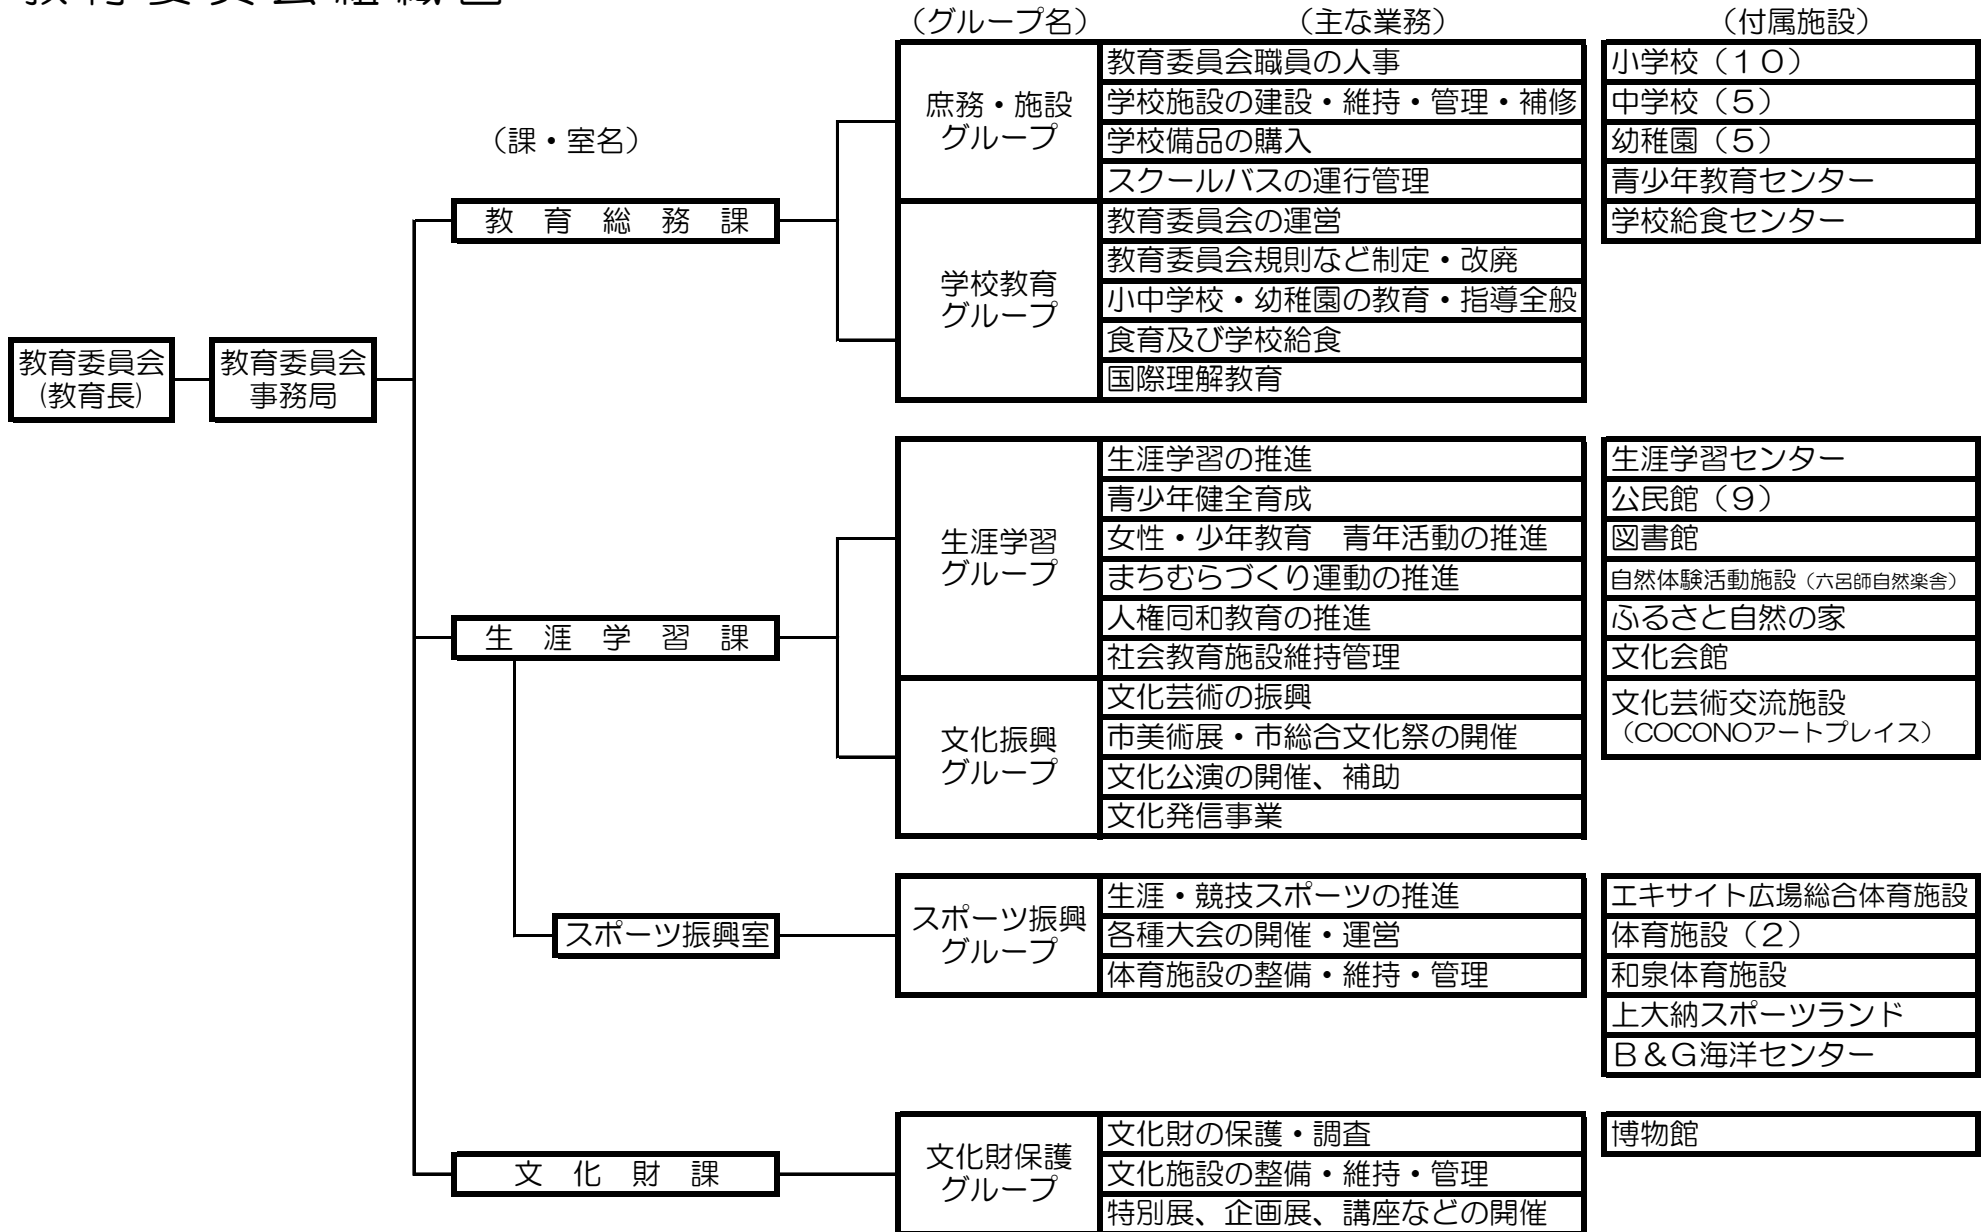 （グループ名）　（主な業務）　（付属施設）
（課・室名）
教育委員会
(教育長)
教育委員会
事務局
教　育　総　務　課
庶務・施設
グループ
教育委員会職員の人事
学校施設の建設・維持・管理・補修
学校備品の購入
スクールバスの運行管理
学校教育
グループ
教育委員会の運営
教育委員会規則など制定・改廃
小中学校・幼稚園の教育・指導全般
食育及び学校給食
国際理解教育
小学校（１０）
中学校（５）
幼稚園（５）
青少年教育センター
学校給食センター
生　涯　学　習　課
生涯学習
グループ
生涯学習の推進
青少年健全育成
女性・少年教育　青年活動の推進
まちむらづくり運動の推進
人権同和教育の推進
社会教育施設維持管理
文化振興
グループ
文化芸術の振興
市美術展・市総合文化祭の開催
文化公演の開催、補助
文化発信事業
生涯学習センター
公民館（９）
図書館
自然体験活動施設（六呂師自然楽舎）
ふるさと自然の家
文化会館
文化芸術交流施設
（COCONOアートプレイス）
スポーツ振興室
スポーツ振興
グループ
生涯・競技スポーツの推進
各種大会の開催・運営
体育施設の整備・維持・管理
エキサイト広場総合体育施設
体育施設（２）
和泉体育施設
上大納スポーツランド
Ｂ＆Ｇ海洋センター
文　化　財　課
文化財保護
グループ
文化財の保護・調査
文化施設の整備・維持・管理
特別展、企画展、講座などの開催
博物館